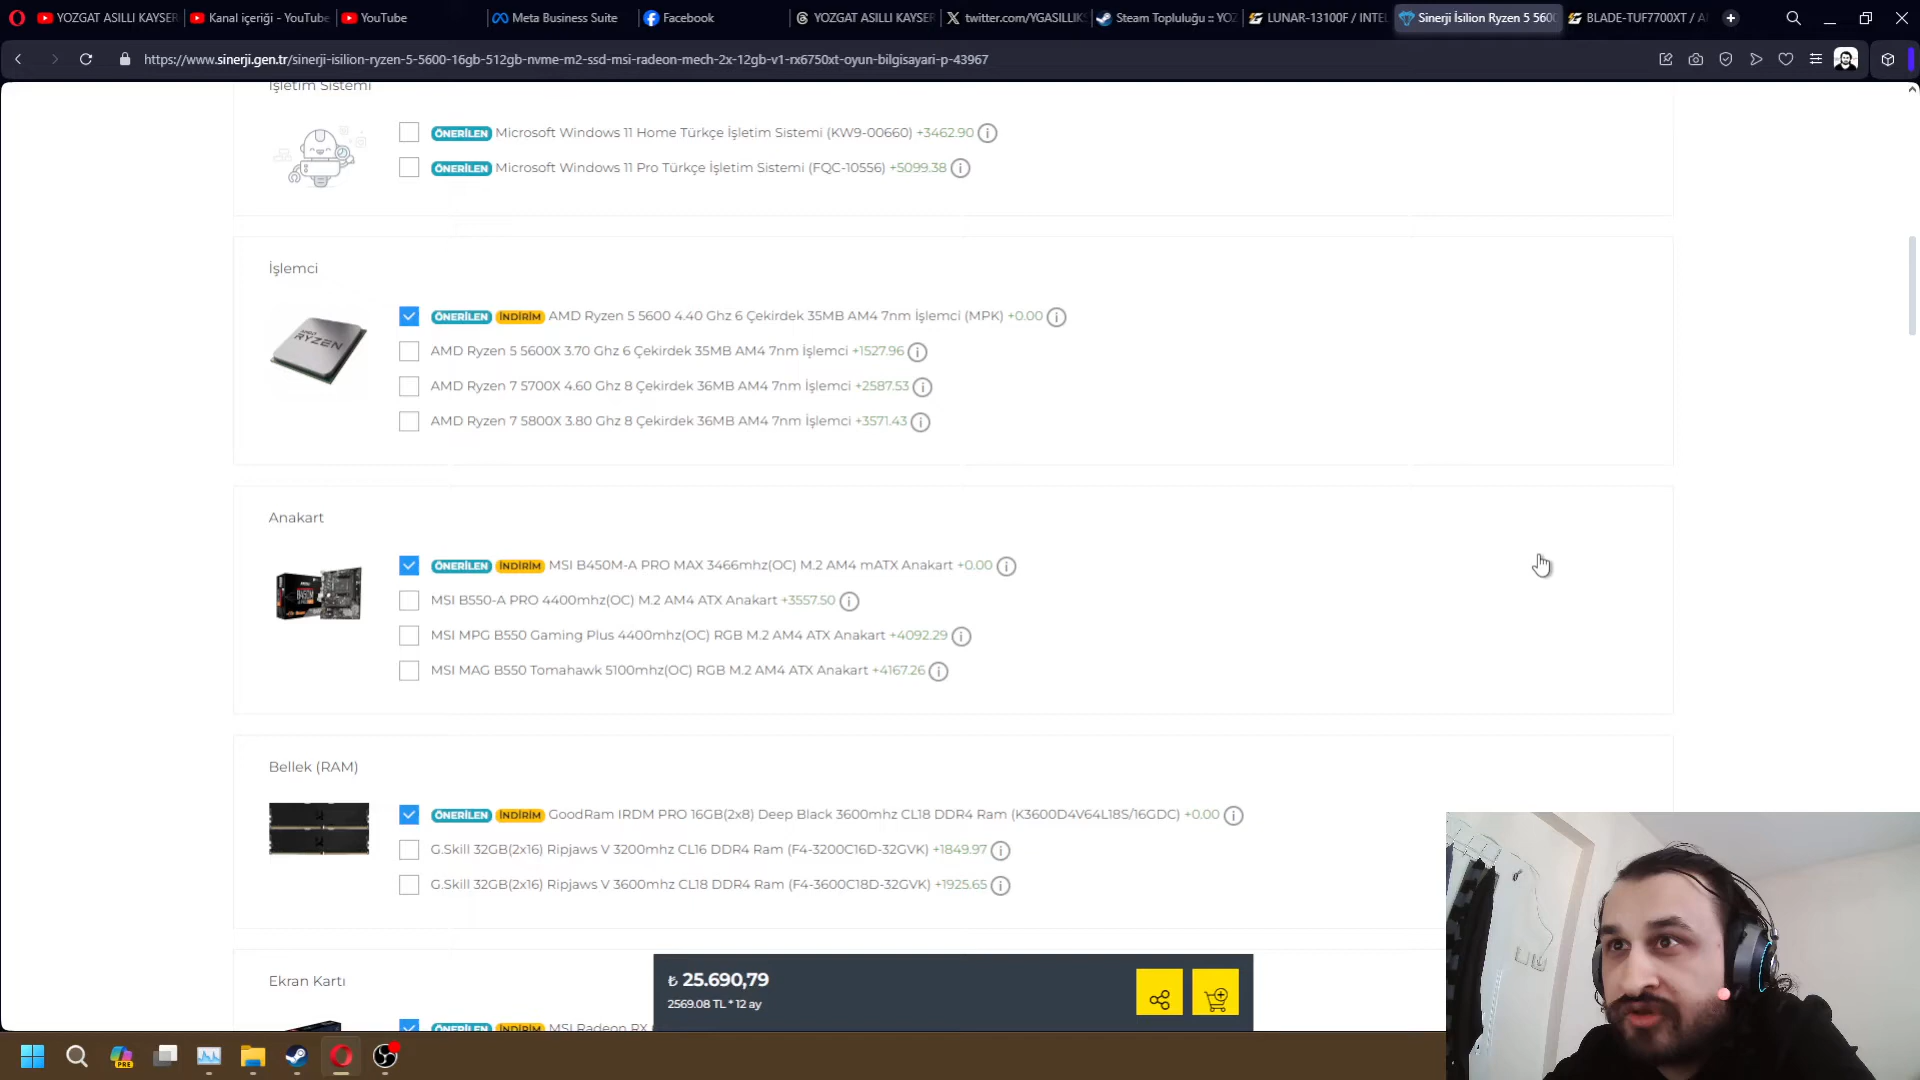 YOZGAT ASILLI KAYSER
Kanal içeriği - YouTube
YouTube
Meta Business Suite
Facebook
YOZGAT ASILLI KAYSER
twitter.com/YGASILLIK
Steam Topluluğu :: YOZ
LUNAR-13100F / INTEL
Sinerji İsilion Ryzen 5 560
BLADE-TUF7700XT / A
https://www.sinerji.gen.tr/sinerji-isilion-ryzen-5-5600-16gb-512gb-nvme-m2-ssd-msi-radeon-mech-2x-12gb-v1-rx6750xt-oyun-bilgisayari-p-43967
İşletim Sistemi
ÖNERİLEN Microsoft Windows 11 Home Türkçe İşletim Sistemi (KW9-00660) +3462.90
ÖNERİLEN Microsoft Windows 11 Pro Türkçe İşletim Sistemi (FQC-10556) +5099.38
İşlemci
ÖNERİLEN İNDİRİM AMD Ryzen 5 5600 4.40 Ghz 6 Çekirdek 35MB AM4 7nm İşlemci (MPK) +0.00
AMD Ryzen 5 5600X 3.70 Ghz 6 Çekirdek 35MB AM4 7nm İşlemci +1527.96
AMD Ryzen 7 5700X 4.60 Ghz 8 Çekirdek 36MB AM4 7nm İşlemci +2587.53
AMD Ryzen 7 5800X 3.80 Ghz 8 Çekirdek 36MB AM4 7nm İşlemci +3571.43
RYZEN
Anakart
ÖNERİLEN İNDİRİM MSI B450M-A PRO MAX 3466mhz(OC) M.2 AM4 mATX Anakart +0.00
MSI B550-A PRO 4400mhz(OC) M.2 AM4 ATX Anakart +3557.50
MSI MPG B550 Gaming Plus 4400mhz(OC) RGB M.2 AM4 ATX Anakart +4092.29
MSI MAG B550 Tomahawk 5100mhz(OC) RGB M.2 AM4 ATX Anakart +4167.26
Bellek (RAM)
ÖNERİLEN İNDİRİM GoodRam IRDM PRO 16GB(2x8) Deep Black 3600mhz CL18 DDR4 Ram (K3600D4V64L18S/16GDC) +0.00
G.Skill 32GB(2x16) Ripjaws V 3200mhz CL16 DDR4 Ram (F4-3200C16D-32GVK) +1849.97
G.Skill 32GB(2x16) Ripjaws V 3600mhz CL18 DDR4 Ram (F4-3600C18D-32GVK) +1925.65
Ekran Kartı
ÖNERİLEN İNDİRİM MSI Radeon RX
₺ 25.690,79
2569.08 TL * 12 ay
PRE